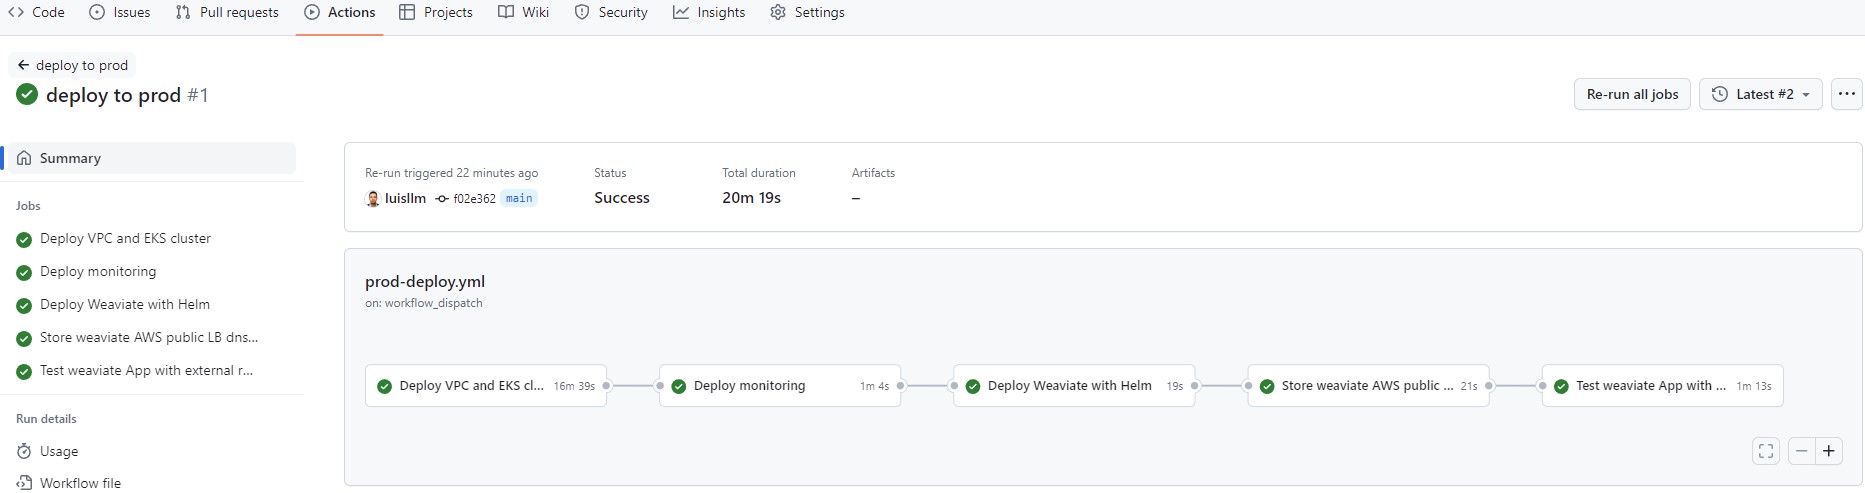 Code Issues Pull requests Actions Projects Wiki Security Insights Settings
deploy to prod
deploy to prod #1
Re-run all jobs Latest #2
Summary
Jobs
Deploy VPC and EKS cluster
Deploy monitoring
Deploy Weaviate with Helm
Store weaviate AWS public LB dns...
Test weaviate App with external r...
Run details
Usage
Workflow file
Re-run triggered 22 minutes ago Status Total duration Artifacts
luisllm f02e362 main Success 20m 19s –
prod-deploy.yml
on: workflow_dispatch
Deploy VPC and EKS cl... 16m 39s Deploy monitoring 1m 4s Deploy Weaviate with Helm 19s Store weaviate AWS public ... 21s Test weaviate App with ... 1m 13s